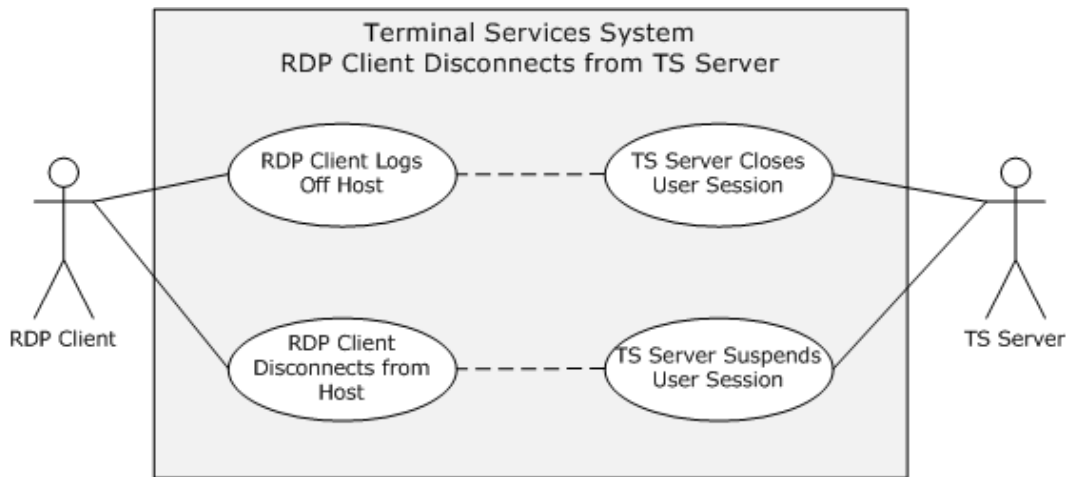 Terminal Services System
RDP Client Disconnects from TS Server
RDP Client Logs
Off Host
TS Server Closes
User Session
RDP Client
TS Server
RDP Client
Disconnects from
Host
TS Server Suspends
User Session